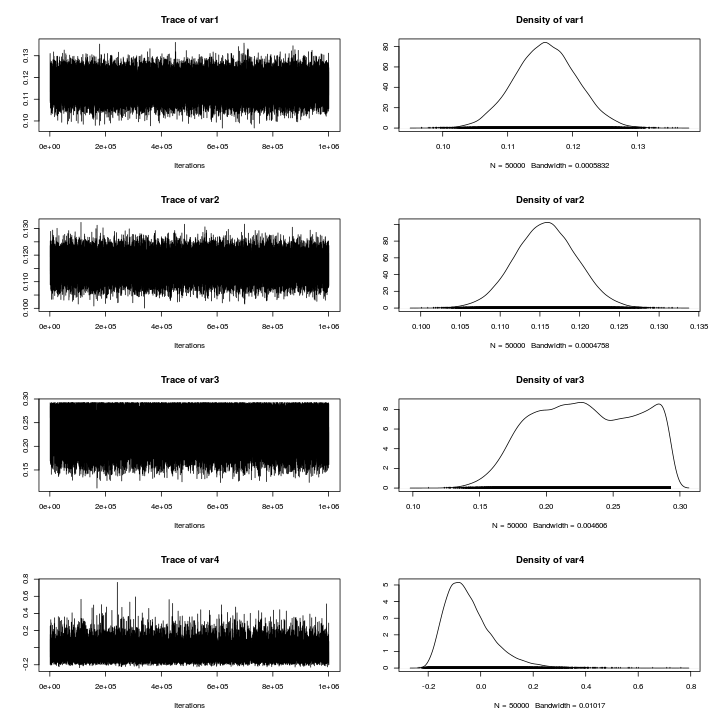 Trace of var1
0.10 0.11 0.12 0.13
0e+00 2e+05 4e+05 6e+05 8e+05 1e+06
Iterations
Density of var1
0 20 40 60 80
0.10 0.11 0.12 0.13
N = 50000 Bandwidth = 0.0005832
Trace of var2
0.100 0.110 0.120 0.130
0e+00 2e+05 4e+05 6e+05 8e+05 1e+06
Iterations
Density of var2
0 20 40 60 80
0.100 0.105 0.110 0.115 0.120 0.125 0.130 0.135
N = 50000 Bandwidth = 0.0004758
Trace of var3
0.15 0.20 0.25 0.30
0e+00 2e+05 4e+05 6e+05 8e+05 1e+06
Iterations
Density of var3
0 2 4 6 8
0.10 0.15 0.20 0.25 0.30
N = 50000 Bandwidth = 0.004606
Trace of var4
-0.2 0.2 0.4 0.6 0.8
0e+00 2e+05 4e+05 6e+05 8e+05 1e+06
Iterations
Density of var4
0 1 2 3 4 5
-0.2 0.0 0.2 0.4 0.6 0.8
N = 50000 Bandwidth = 0.01017